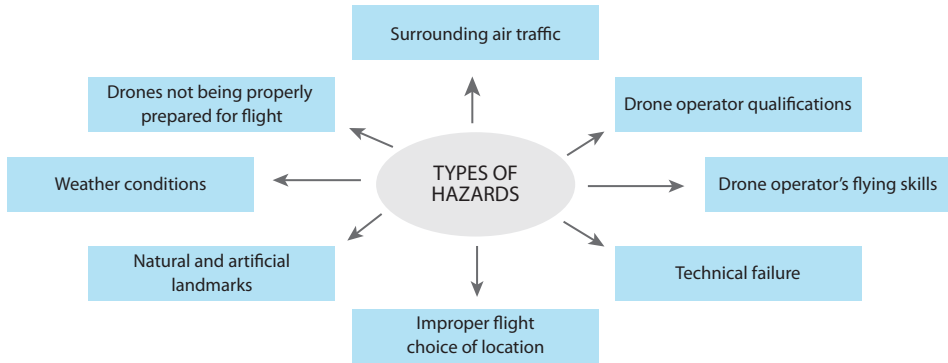 Surrounding air traffic
Drones not being properly
prepared for flight
Drone operator qualifications
TYPES OF
HAZARDS
Weather conditions
Drone operator’s flying skills
Natural and artificial
landmarks
Technical failure
Improper flight
choice of location